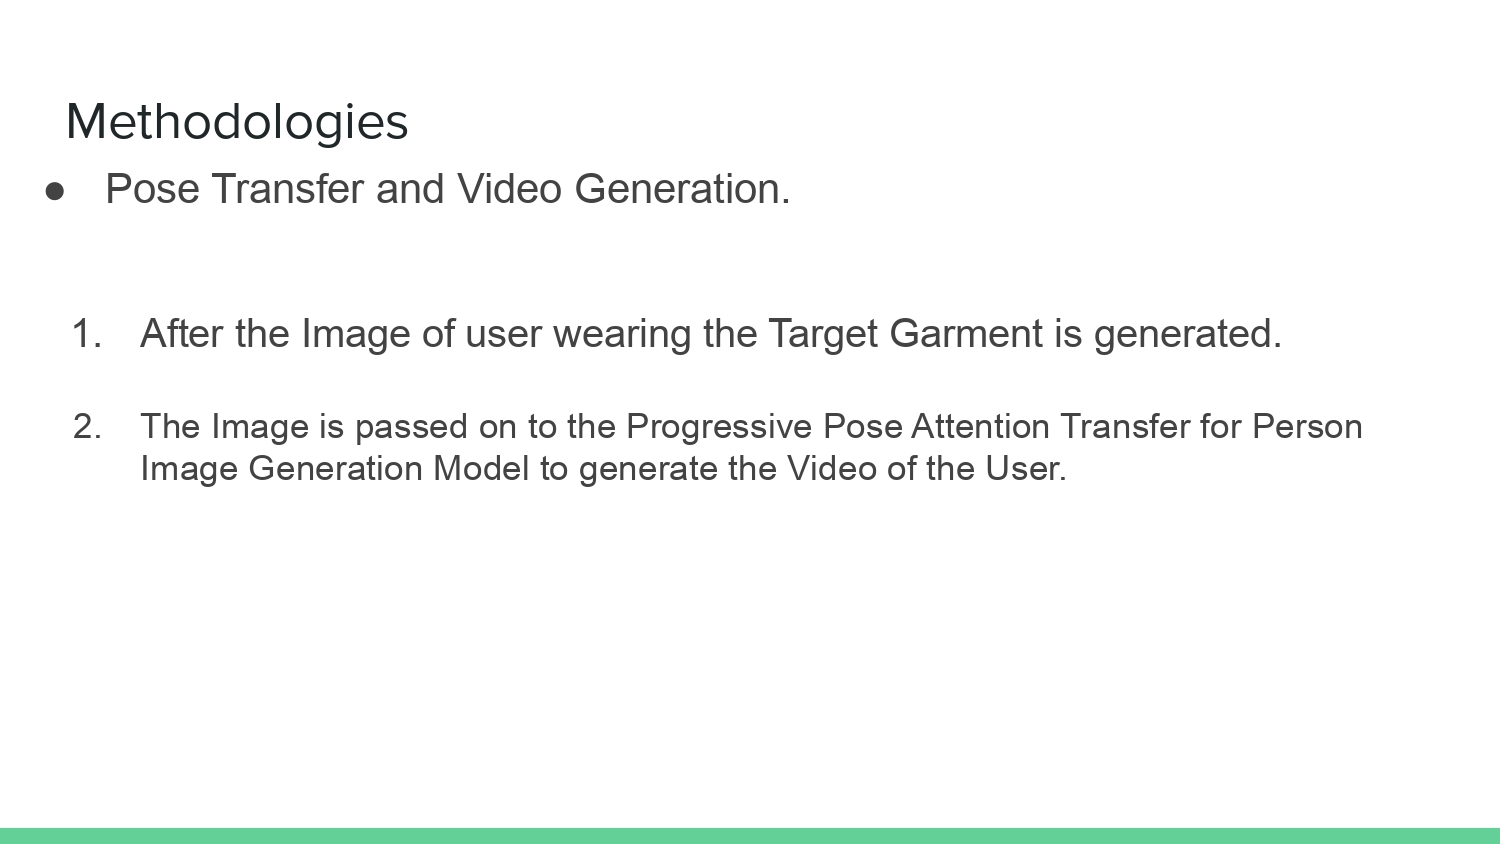 Methodologies
● Pose Transfer and Video Generation.
1. After the Image of user wearing the Target Garment is generated.
2. The Image is passed on to the Progressive Pose Attention Transfer for Person
Image Generation Model to generate the Video of the User.